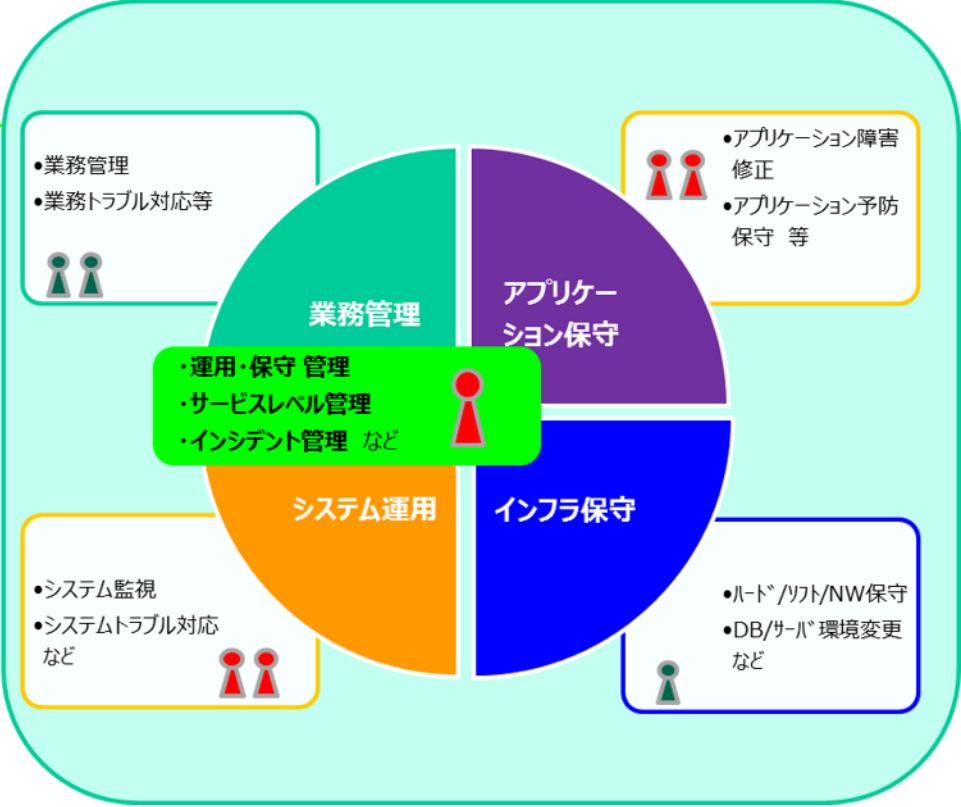 •業務管理
•業務トラブル対応等
•アプリケーション障害
修正
•アプリケーション予防
保守 等
業務管理
アプリケー
ション保守
・運用・保守 管理
・サービスレベル管理
・インシデント管理 など
システム運用
インフラ保守
•システム監視
•システムトラブル対応
など
•ﾊｰﾄﾞ/ｿﾌﾄ/NW保守
•DB/ｻｰﾊﾞ環境変更
など